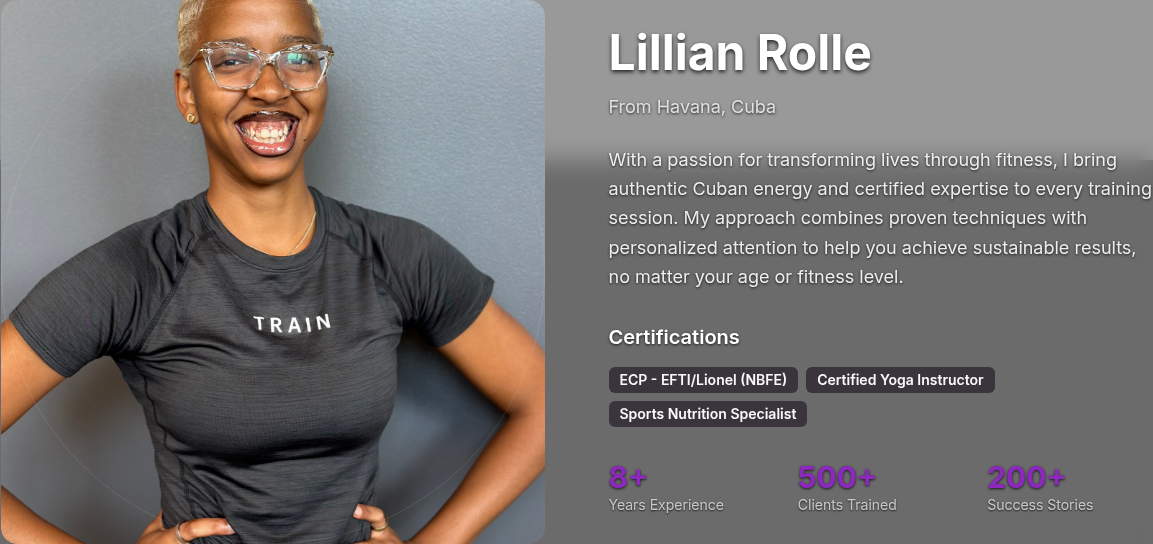 TRAIN
Lillian Rolle
From Havana, Cuba
With a passion for transforming lives through fitness, I bring
authentic Cuban energy and certified expertise to every training
session. My approach combines proven techniques with
personalized attention to help you achieve sustainable results,
no matter your age or fitness level.
Certifications
ECP - EFTI/Lionel (NBFE) Certified Yoga Instructor
Sports Nutrition Specialist
8+ 500+ 200+
Years Experience Clients Trained Success Stories